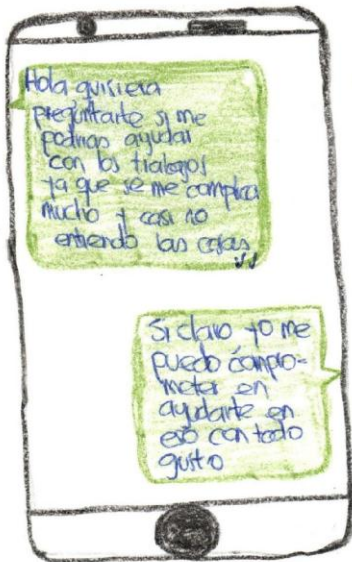 Hola quisiera
preguntarte si me
podrias ayudar
con los trabajos
ya que se me complica
mucho y casi no
entiendo las cosas
Si claro yo me
puedo compro-
meter en
ayudarte en
eso con todo
gusto